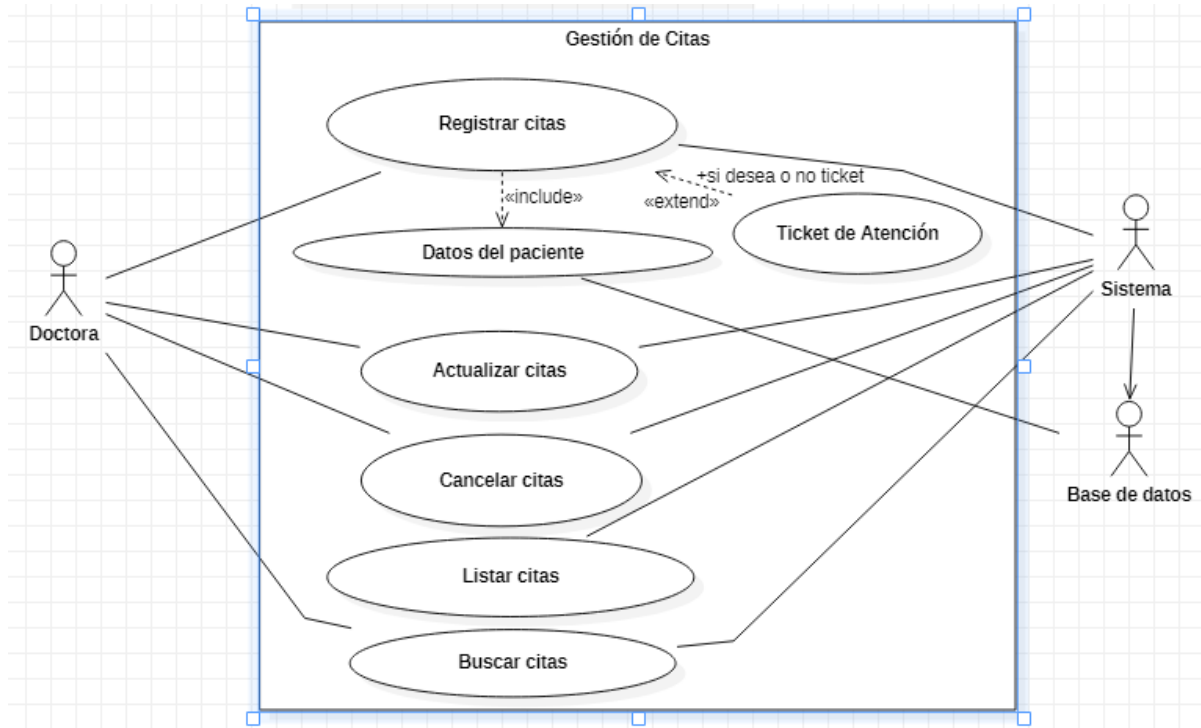 Gestión de Citas
Registrar citas
+si desea o no ticket
«include»
«extend»
Ticket de Atención
Datos del paciente
Sistema
Doctora
Actualizar citas
Cancelar citas
Base de datos
Listar citas
Buscar citas